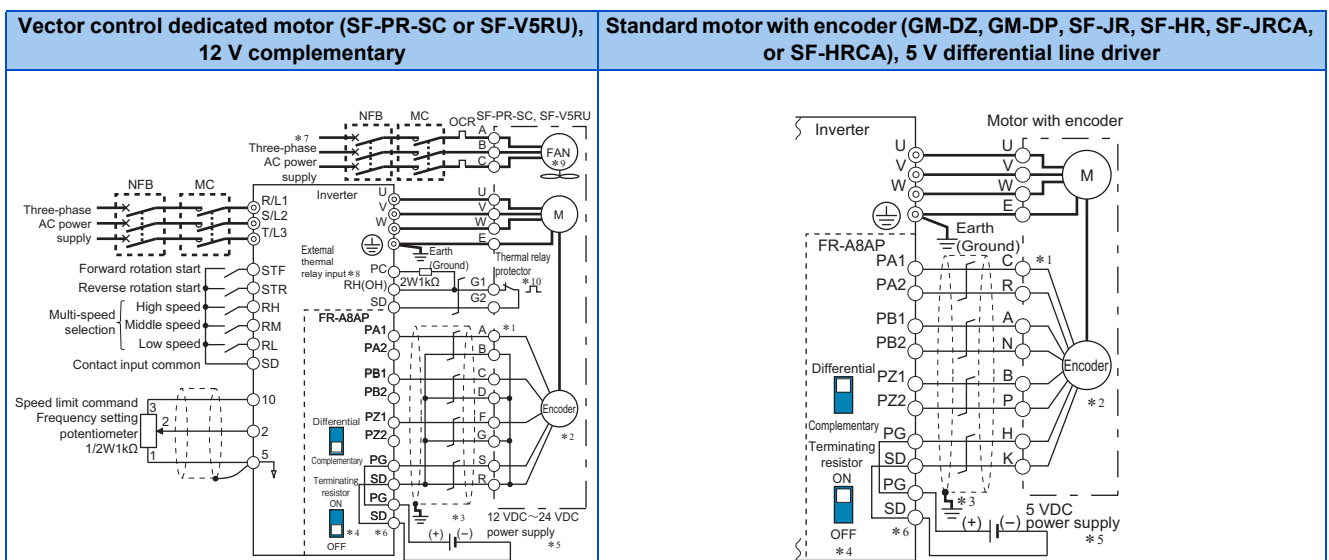 Vector control dedicated motor (SF-PR-SC or SF-V5RU),
12 V complementary
Standard motor with encoder (GM-DZ, GM-DP, SF-JR, SF-HR, SF-JRCA,
or SF-HRCA), 5 V differential line driver
NFB
MC
OCR
SF-PR-SC, SF-V5RU
*7
Three-phase
AC power
supply
A
B
C
FAN
*9
NFB
MC
Three-phase
AC power
supply
R/L1
S/L2
T/L3
Inverter
U
V
W
U
V
W
E
M
Earth
(Ground)
Forward rotation start
Reverse rotation start
Multi-speed
selection
High speed
Middle speed
Low speed
Contact input common
STF
STR
RH
RM
RL
SD
External
thermal
relay input *8
PC
RH(OH)
SD
2W1kΩ
G1
G2
Thermal relay
protector
*10
Speed limit command
Frequency setting
potentiometer
1/2W1kΩ
3
2
1
10
2
5
FR-A8AP
PA1
PA2
PB1
PB2
PZ1
PZ2
PG
SD
PG
SD
A
B
C
D
F
G
S
R
*1
Encoder
*2
Differential
Complementary
Terminating
resistor
ON
OFF
*4
*6
*3
(+)
(−)
12 VDC～24 VDC
power supply
*5
Inverter
Motor with encoder
U
V
W
U
V
W
E
M
Earth
(Ground)
FR-A8AP
PA1
PA2
PB1
PB2
PZ1
PZ2
PG
SD
PG
SD
C
R
A
N
B
P
H
K
*1
Encoder
*2
Differential
Complementary
Terminating
resistor
ON
OFF
*4
*6
*3
(+)
(−)
5 VDC
power supply
*5